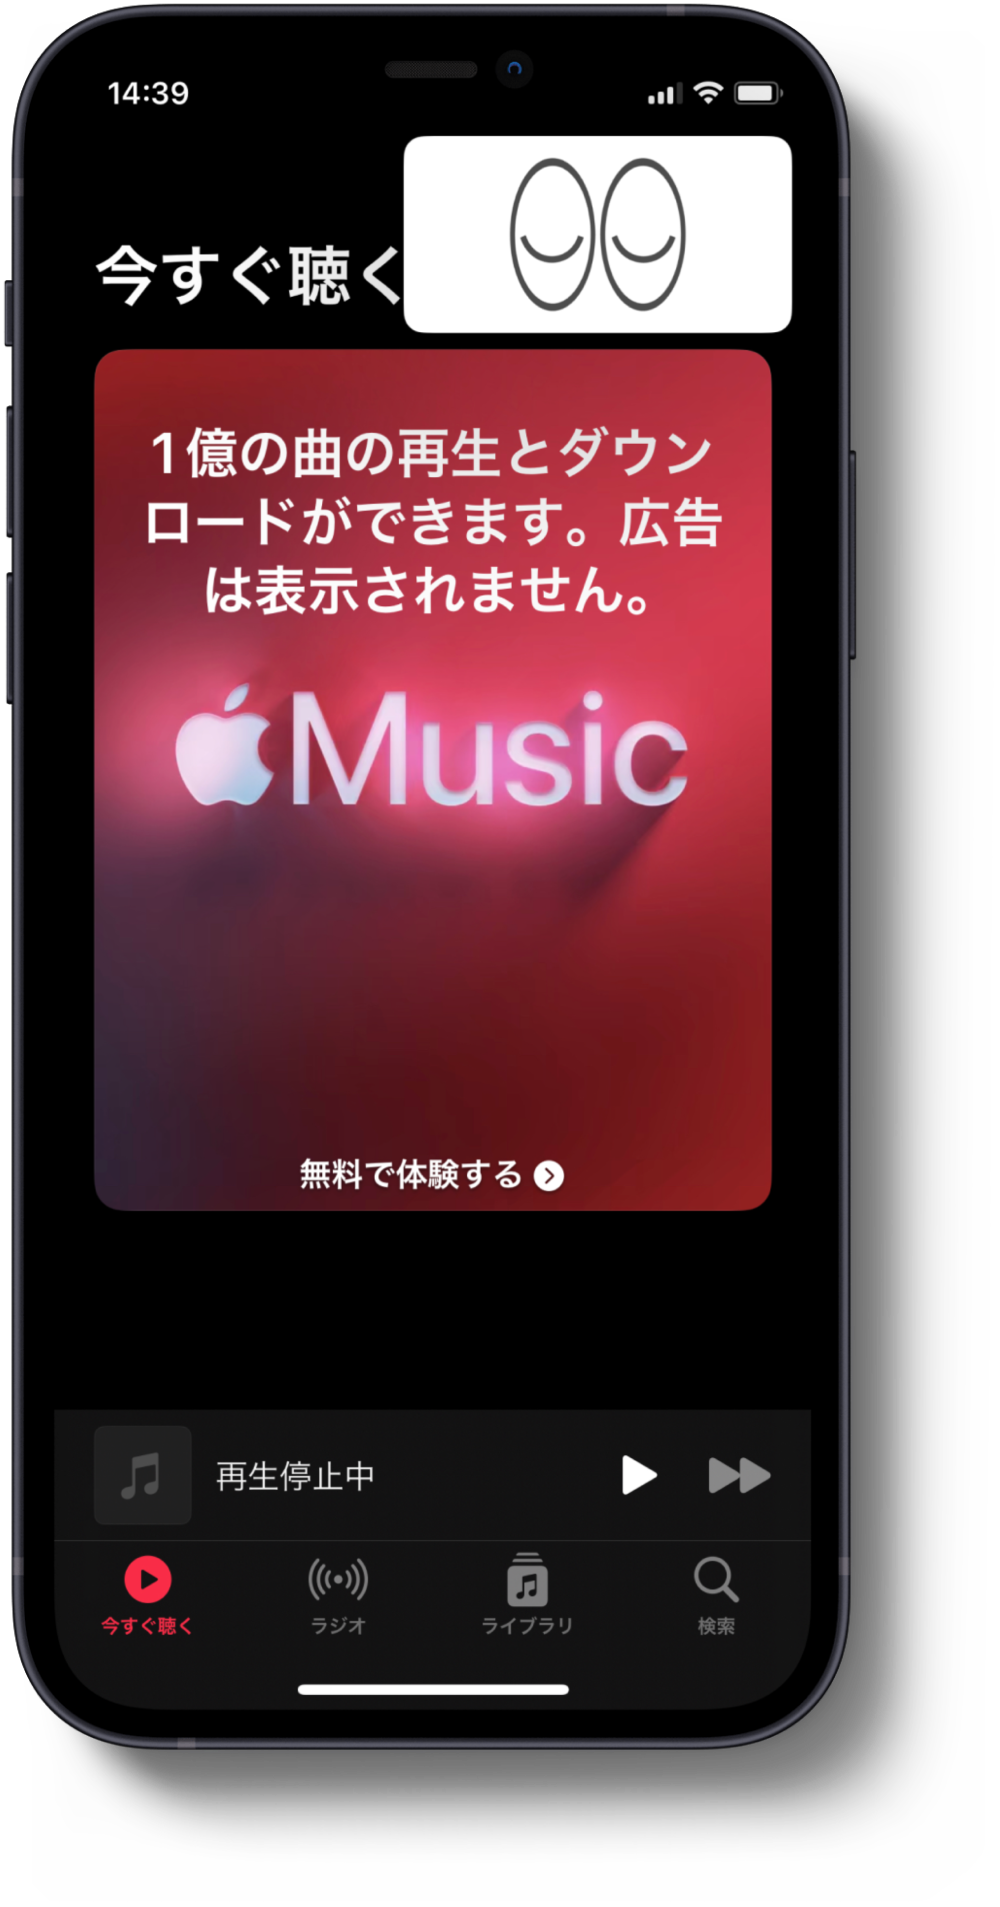 14:39
今すぐ聴く
1億の曲の再生とダウン
ロードができます。広告
は表示されません。
Music
無料で体験する
再生停止中
今すぐ聴く ラジオ ライブラリ 検索